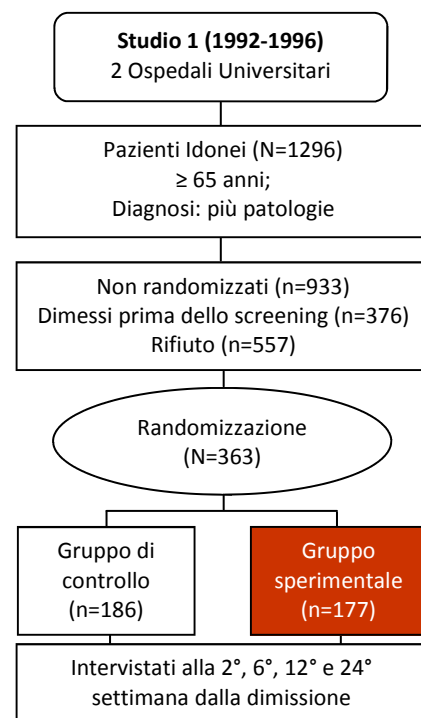 Studio 1 (1992-1996)
2 Ospedali Universitari
Pazienti Idonei (N=1296)
≥ 65 anni;
Diagnosi: più patologie
Non randomizzati (n=933)
Dimessi prima dello screening (n=376)
Rifiuto (n=557)
Randomizzazione
(N=363)
Gruppo di
controllo
(n=186)
Gruppo
sperimentale
(n=177)
Intervistati alla 2°, 6°, 12° e 24°
settimana dalla dimissione